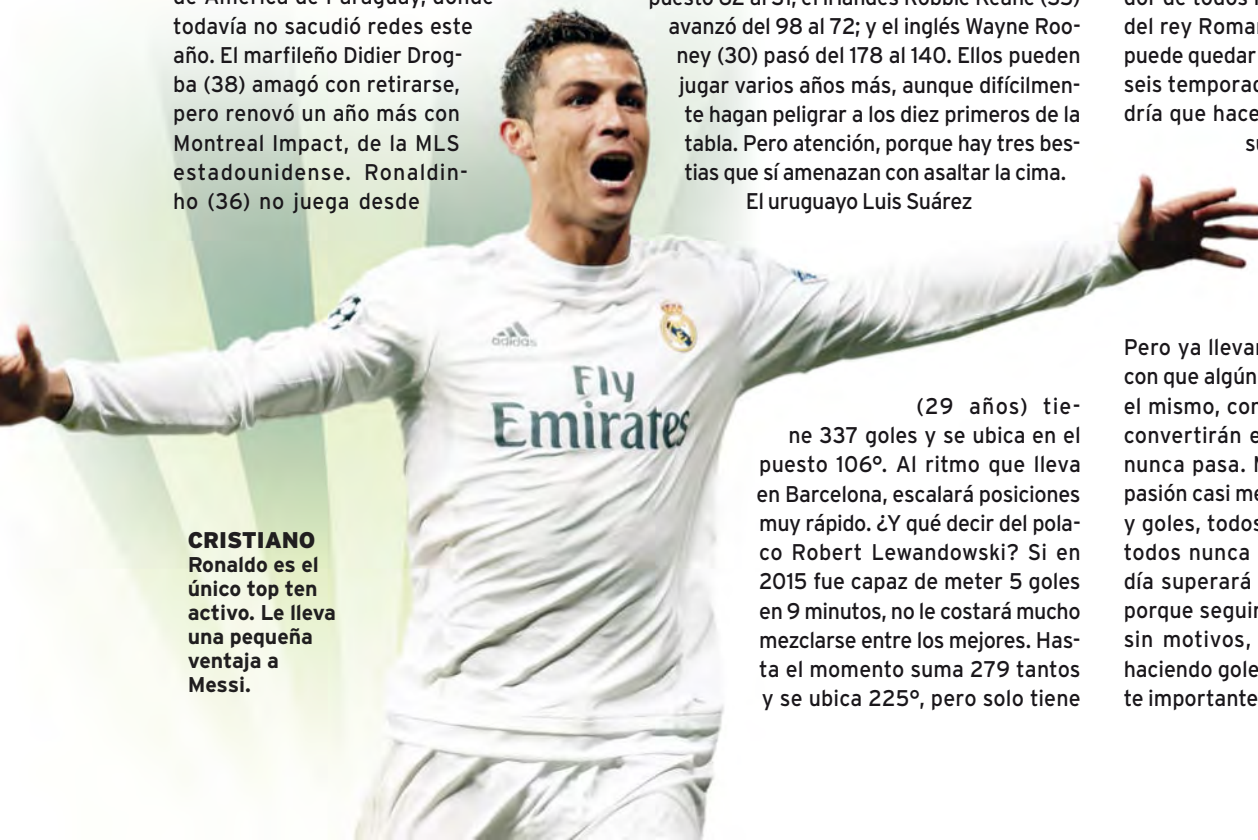 de América de Paraguay, donde
todavía no sacudió redes este
año. El marfileño Didier Drog-
ba (38) amagó con retirarse,
pero renovó un año más con
Montreal Impact, de la MLS
estadounidense. Ronaldin-
ho (36) no juega desde
CRISTIANO
Ronaldo es el
único top ten
activo. Le lleva
una pequeña
ventaja a
Messi.
adidas
Fly
Emirates
avanzó del 98 al 72; y el inglés Wayne Roo-
ney (30) pasó del 178 al 140. Ellos pueden
jugar varios años más, aunque difícilmen-
te hagan peligrar a los diez primeros de la
tabla. Pero atención, porque hay tres bes-
tias que sí amenazan con asaltar la cima.
El uruguayo Luis Suárez
(29 años) tie-
ne 337 goles y se ubica en el
puesto 106º. Al ritmo que lleva
en Barcelona, escalará posiciones
muy rápido. ¿Y qué decir del pola-
co Robert Lewandowski? Si en
2015 fue capaz de meter 5 goles
en 9 minutos, no le costará mucho
mezclarse entre los mejores. Has-
ta el momento suma 279 tantos
y se ubica 225º, pero solo tiene
dor de todos
del rey
puede quedar
seis
dría que
Pero ya
con que algún
el mismo,
convertirán
nunca pasa.
pasión casi
y goles,
todos nunca
día superará
porque
sin motivos,
haciendo
te importante